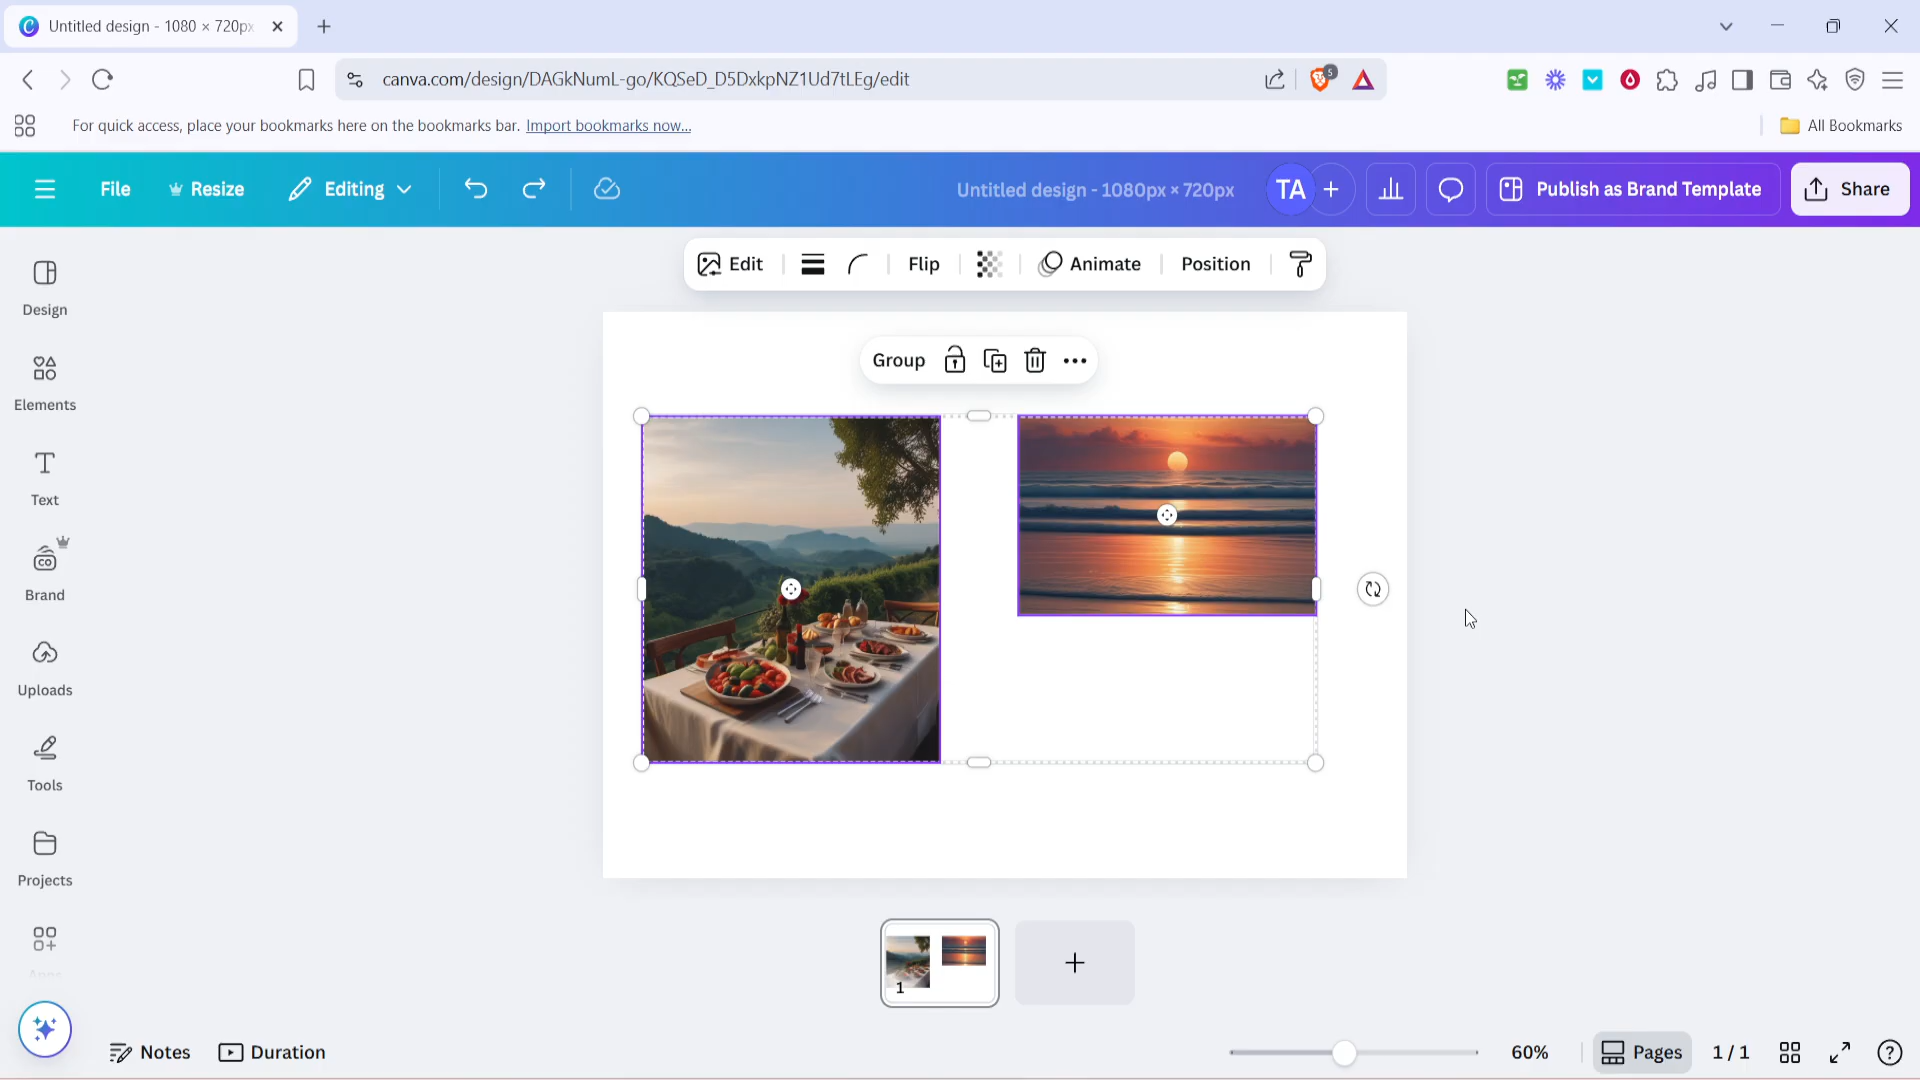 Untitled design - 1080 × 720px
canva.com/design/DAGkNumL-go/KQSeD_D5DxkpNZ1Ud7tLEg/edit
5
For quick access, place your bookmarks here on the bookmarks bar. Import bookmarks now...
All Bookmarks
File
Resize
Editing
Untitled design - 1080px × 720px
TA
Publish as Brand Template
Share
Edit
Flip
Animate
Position
Design
Group
Elements
Text
Brand
Uploads
Tools
Projects
Apps
1
Notes
Duration
60%
Pages
1 / 1